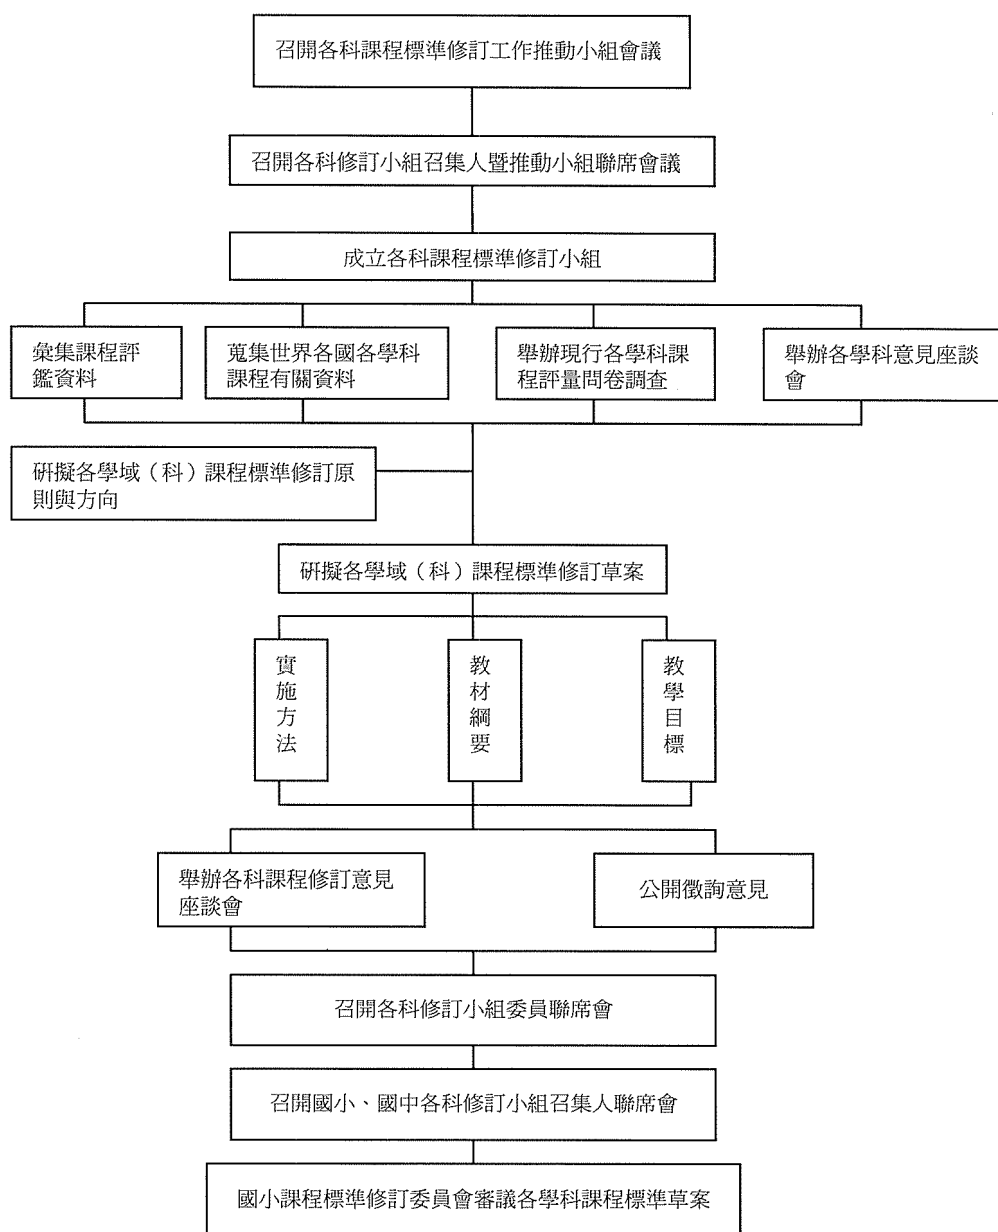 召開各科課程標準修訂工作推動小組會議
召開各科修訂小組召集人暨推動小組聯席會議
成立各科課程標準修訂小組
彙集課程評
鑑資料
蒐集世界各國各學科
課程有關資料
舉辦現行各學科課
程評量問卷調查
舉辦各學科意見座談
會
研擬各學域（科）課程標準修訂原
則與方向
研擬各學域（科）課程標準修訂草案
實施方法
教材綱要
教學目標
舉辦各科課程修訂意見
座談會
公開徵詢意見
召開各科修訂小組委員聯席會
召開國小、國中各科修訂小組召集人聯席會
國小課程標準修訂委員會審議各學科課程標準草案